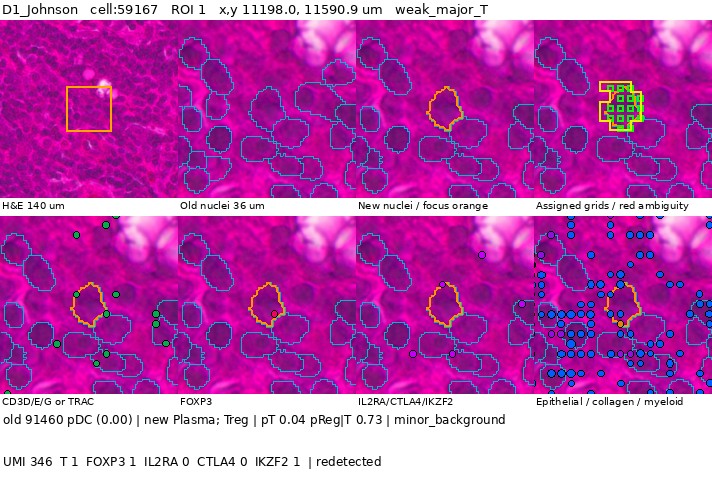 D1_Johnson cell:59167 ROI 1 x,y 11198.0, 11590.9 um weak_major_T
H&E 140 um
Old nuclei 36 um
New nuclei / focus orange
Assigned grids / red ambiguity
CD3D/E/G or TRAC
FOXP3
IL2RA/CTLA4/IKZF2
Epithelial / collagen / myeloid
old 91460 pDC (0.00) | new Plasma; Treg | pT 0.04 pReg|T 0.73 | minor_background
UMI 346 T 1 FOXP3 1 IL2RA 0 CTLA4 0 IKZF2 1 | redetected